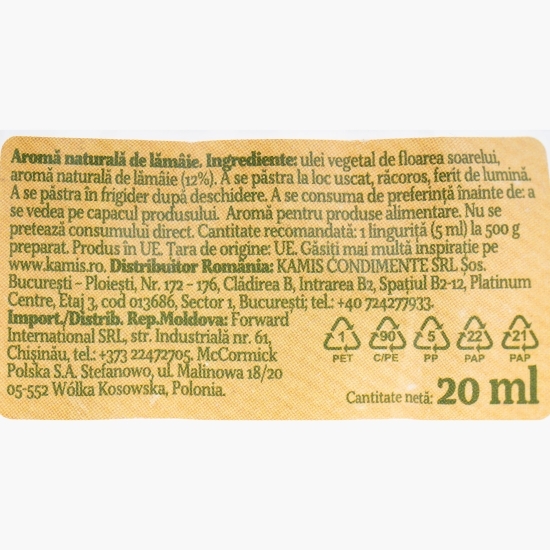 Aromă naturală de lămâie. Ingrediente: ulei vegetal de floarea soarelui,
aromă naturală de lămâie (12%). A se păstra la loc uscat, răcoros, ferit de lumină.
A se păstra în frigider după deschidere. A se consuma de preferință înainte de: a
se vedea pe capacul produsului. Aromă pentru produse alimentare. Nu se
pretează consumului direct. Cantitate recomandată: 1 linguriță (5 ml) la 500 g
preparat. Produs în UE. Țara de origine: UE. Găsiți mai multă inspirație pe
www.kamis.ro. Distribuitor România: KAMIS CONDIMENTE SRL Șos.
București - Ploiești, Nr. 172 - 176, Clădirea B, Intrarea B2, Spațiul B2-12, Platinum
Centre, Etaj 3, cod 013686, Sector 1, București; tel.: +40 724277933.
Import./Distrib. Rep.Moldova: Forward
International SRL, str. Industrială nr. 61,
Chișinău, tel.: +373 22472705. McCormick
Polska S.A. Stefanowo, ul. Malinowa 18/20
05-552 Wólka Kosowska, Polonia.
1 90 5 22 21
PET C/PE PP PAP PAP
Cantitate netă: 20 ml